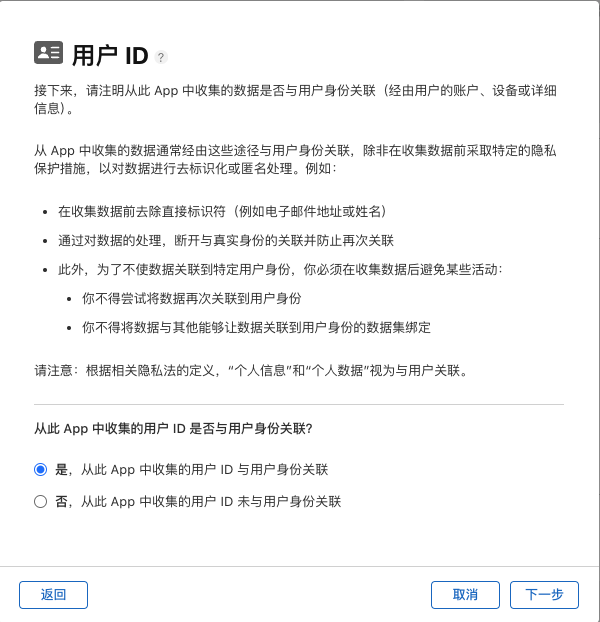 用户 ID ?
接下来，请注明从此 App 中收集的数据是否与用户身份关联（经由用户的账户、设备或详细
信息）。
从 App 中收集的数据通常经由这些途径与用户身份关联，除非在收集数据前采取特定的隐私
保护措施，以对数据进行去标识化或匿名处理。例如：
• 在收集数据前去除直接标识符（例如电子邮件地址或姓名）
• 通过对数据的处理，断开与真实身份的关联并防止再次关联
• 此外，为了不使数据关联到特定用户身份，你必须在收集数据后避免某些活动：
• 你不得尝试将数据再次关联到用户身份
• 你不得将数据与其他能够让数据关联到用户身份的数据集绑定
请注意：根据相关隐私法的定义，“个人信息”和“个人数据”视为与用户关联。
从此 App 中收集的用户 ID 是否与用户身份关联？
是，从此 App 中收集的用户 ID 与用户身份关联
否，从此 App 中收集的用户 ID 未与用户身份关联
返回
取消
下一步